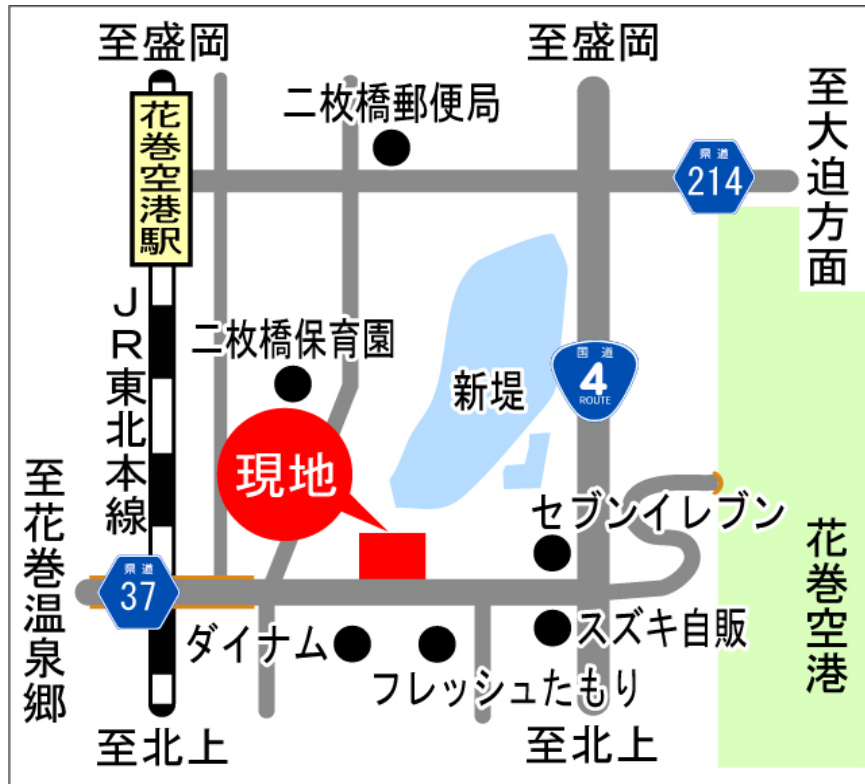 至盛岡
至盛岡
二枚橋郵便局
至大迫方面
花巻空港駅
県道
214
JR東北本線
二枚橋保育園
国道
4
ROUTE
新堤
現地
至花巻温泉郷
セブンイレブン
花巻空港
県道
37
ダイナム
スズキ自販
フレッシュたもり
至北上
至北上